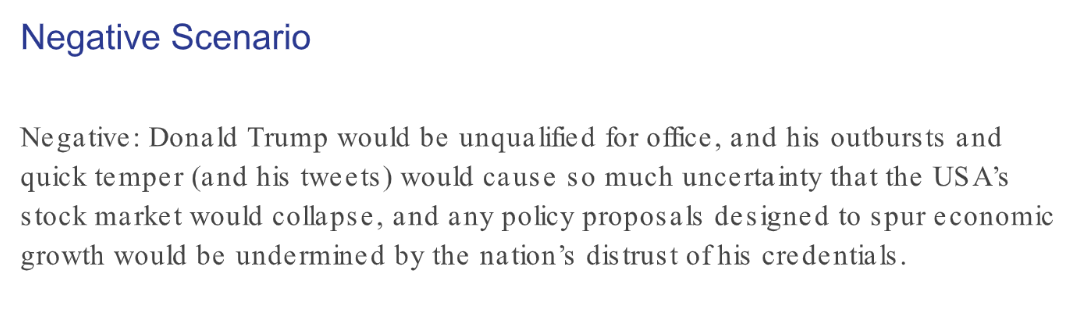 Negative Scenario
Negative: Donald Trump would be unqualified for office, and his outbursts and
quick temper (and his tweets) would cause so much uncertainty that the USA’s
stock market would collapse, and any policy proposals designed to spur economic
growth would be undermined by the nation’s distrust of his credentials.